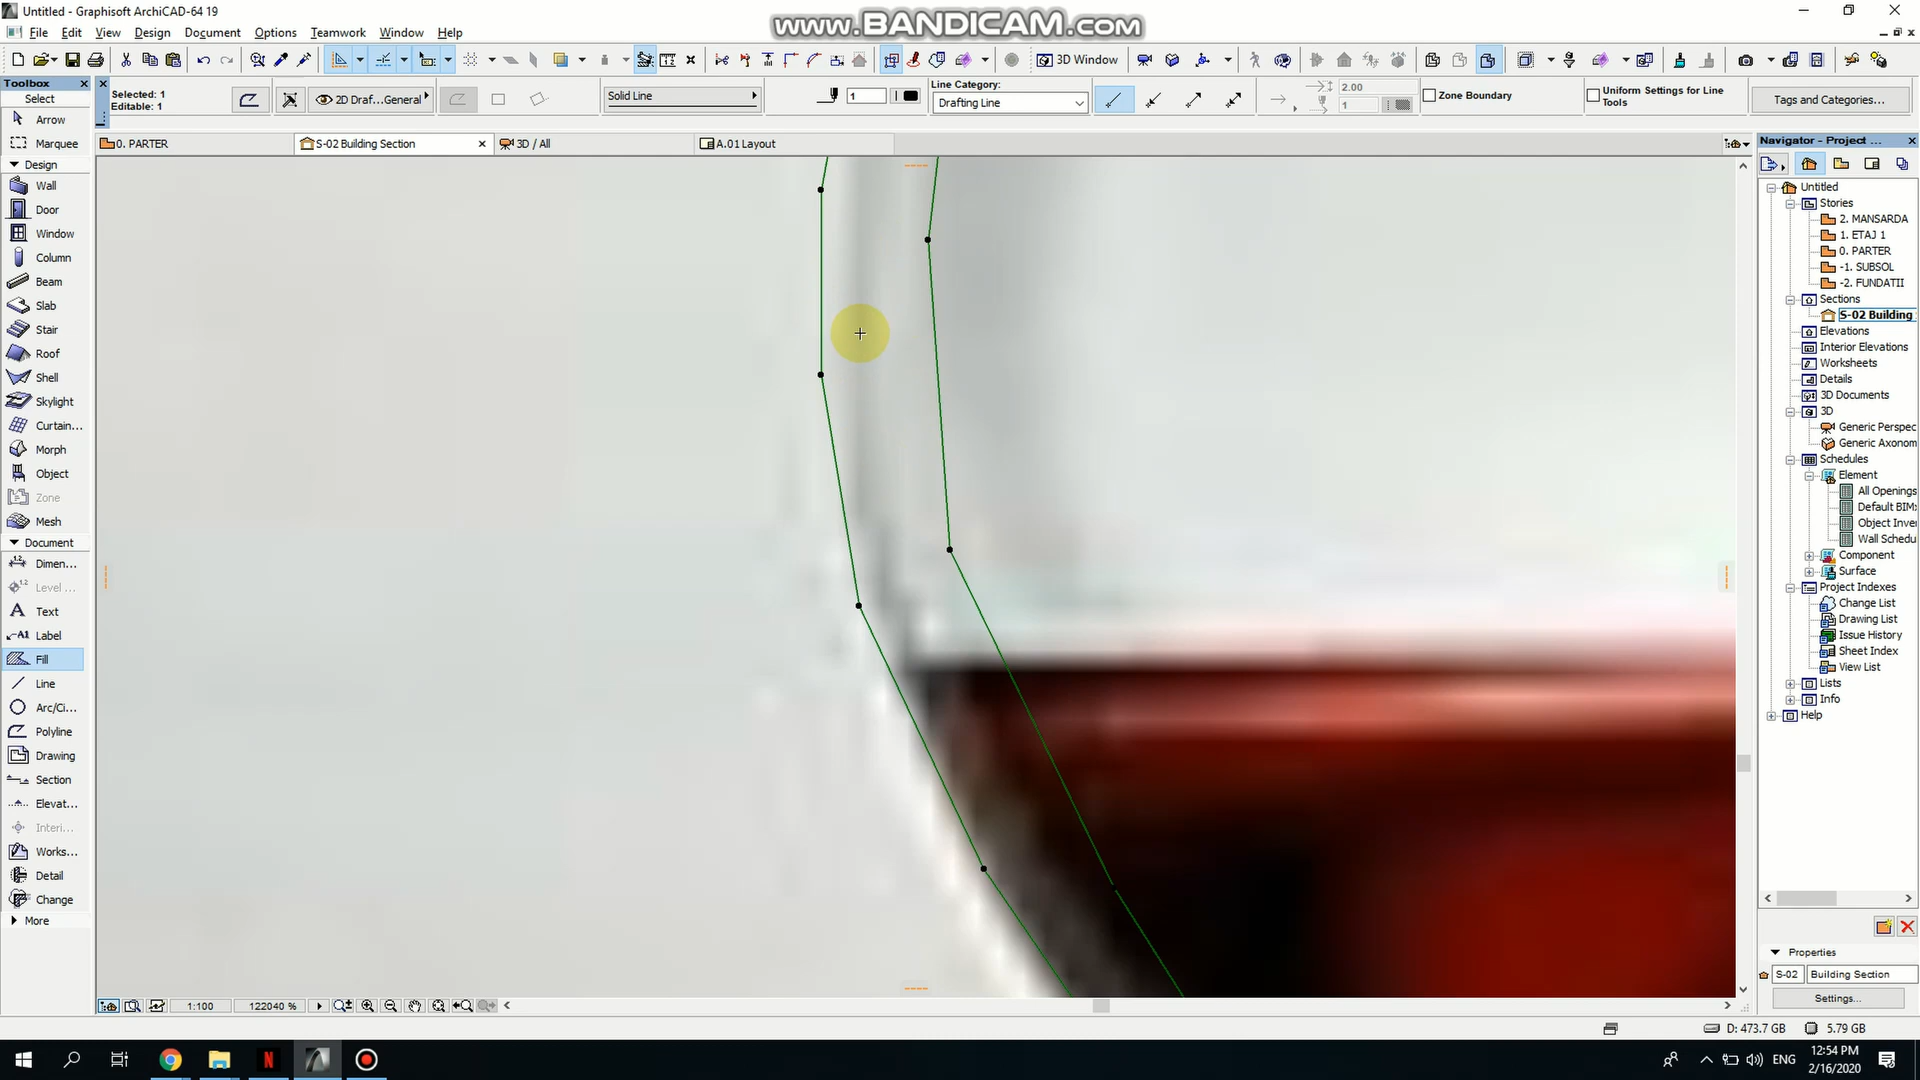 Untitled - Graphisoft ArchiCAD-64 19
www.BANDICAM.com
File Edit View Design Document Options Teamwork Window Help
3D Window
Toolbox
Select
Arrow
Marquee
Design
Wall
Door
Window
Column
Beam
Slab
Stair
Roof
Shell
Skylight
Curtain...
Morph
Object
Zone
Mesh
Document
Dimen...
Level ...
Text
Label
Fill
Line
Arc/Ci...
Polyline
Drawing
Section
Elevat...
Interi...
Works...
Detail
Change
More
Selected: 1
Editable: 1
2D Draf...General
Solid Line
1
Line Category:
Drafting Line
2.00
1
Zone Boundary
Uniform Settings for Line Tools
Tags and Categories...
0. PARTER
S-02 Building Section
3D / All
A.01 Layout
Navigator - Project ...
Untitled
Stories
2. MANSARDA
1. ETAJ 1
0. PARTER
-1. SUBSOL
-2. FUNDATII
Sections
S-02 Building
Elevations
Interior Elevations
Worksheets
Details
3D Documents
3D
Generic Perspec
Generic Axonom
Schedules
Element
All Openings
Default BIM
Object Inve
Wall Schedu
Component
Surface
Project Indexes
Change List
Drawing List
Issue History
Sheet Index
View List
Lists
Info
Help
Properties
S-02 Building Section
Settings...
1:100
122040 %
D: 473.7 GB
5.79 GB
ENG
12:54 PM
2/16/2020